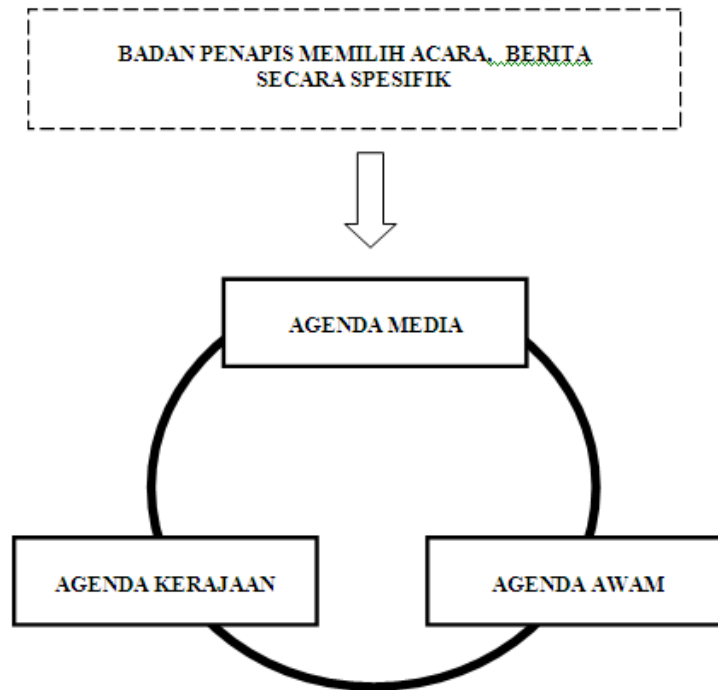 BADAN PENAPIS MEMILIH ACARA, BERITA
SECARA SPESIFIK
AGENDA MEDIA
AGENDA KERAJAAN
AGENDA AWAM